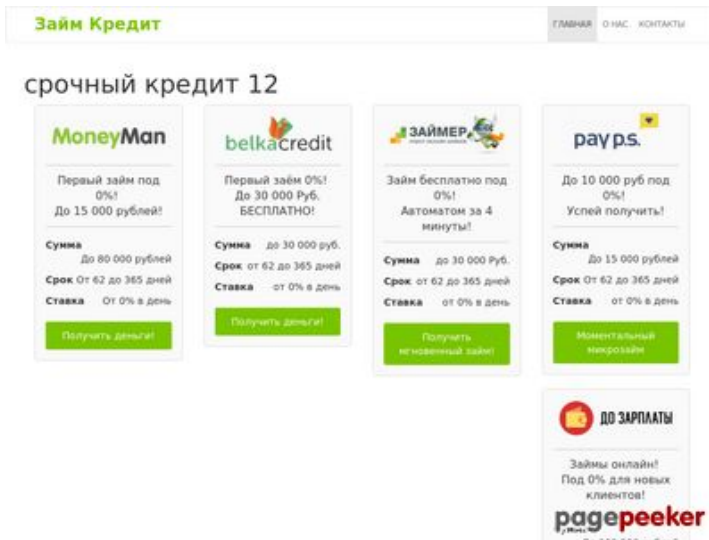 Займ Кредит
ГЛАВНАЯ О НАС КОНТАКТЫ
срочный кредит 12
MoneyMan
Первый займ под
0%!
До 15 000 рублей!
Сумма
До 80 000 рублей
Срок От 62 до 365 дней
Ставка От 0% в день
Получить деньги!
belkacredit
Первый заём 0%!
До 30 000 Руб.
БЕСПЛАТНО!
Сумма до 30 000 руб.
Срок от 62 до 365 дней
Ставка от 0% в день
Получить деньги!
ЗАЙМЕР
Займ бесплатно под
0%!
Автоматом за 4
минуты!
Сумма до 30 000 Руб.
Срок от 62 до 365 дней
Ставка от 0% в день
Получить
мгновенный займ!
pay p.s.
До 10 000 руб под
0%!
Успей получить!
Сумма
До 15 000 рублей
Срок От 62 до 365 дней
Ставка От 0% в день
Моментальный
микрозайм
ДО ЗАРПЛАТЫ
Займы онлайн!
Под 0% для новых
клиентов!
pagepeeker